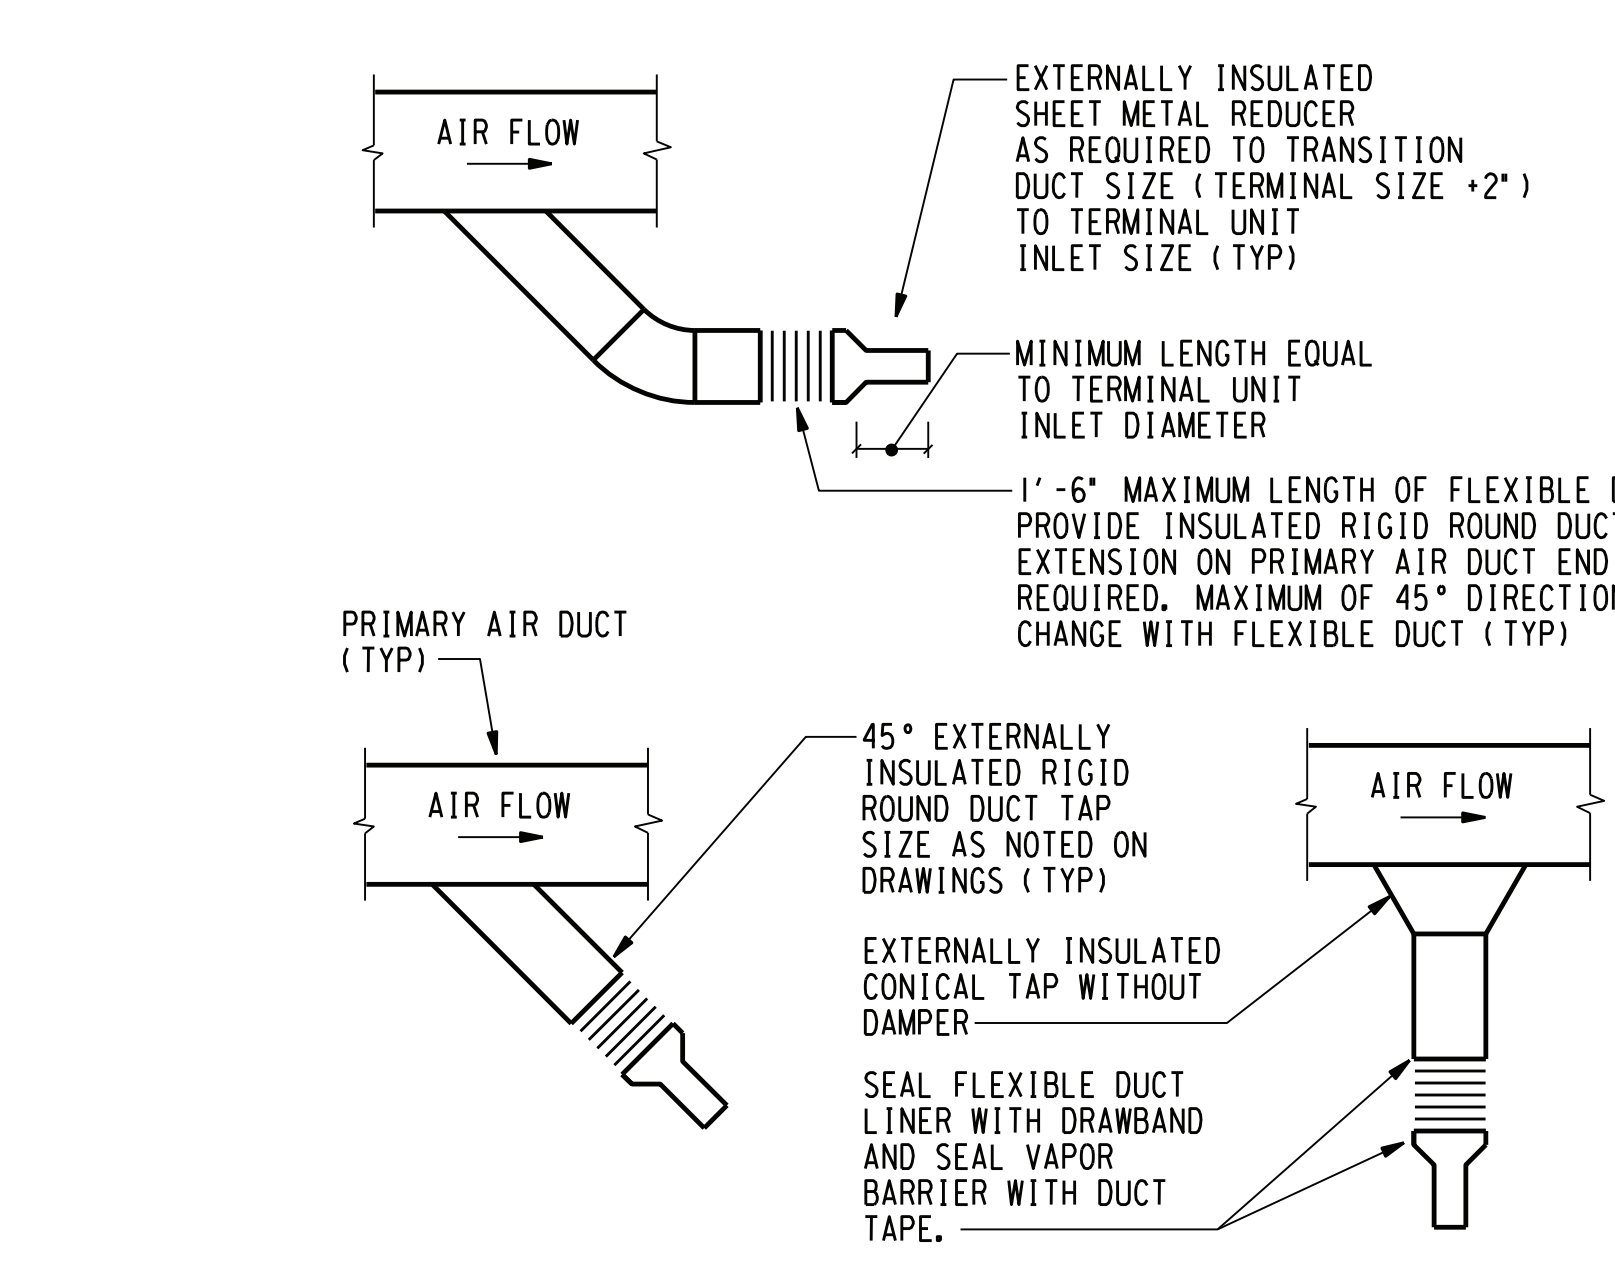 AIR FLOW
EXTERNALLY INSULATED
SHEET METAL REDUCER
AS REQUIRED TO TRANSITION
DUCT SIZE (TERMINAL SIZE +2")
TO TERMINAL UNIT
INLET SIZE (TYP)
MINIMUM LENGTH EQUAL
TO TERMINAL UNIT
INLET DIAMETER
1'-6" MAXIMUM LENGTH OF FLEXIBLE
PROVIDE INSULATED RIGID ROUND DUCT
EXTENSION ON PRIMARY AIR DUCT END
REQUIRED. MAXIMUM OF 45° DIRECTION
CHANGE WITH FLEXIBLE DUCT (TYP)
PRIMARY AIR DUCT
(TYP)
AIR FLOW
45° EXTERNALLY
INSULATED RIGID
ROUND DUCT TAP
SIZE AS NOTED ON
DRAWINGS (TYP)
AIR FLOW
EXTERNALLY INSULATED
CONICAL TAP WITHOUT
DAMPER
SEAL FLEXIBLE DUCT
LINER WITH DRAWBAND
AND SEAL VAPOR
BARRIER WITH DUCT
TAPE.